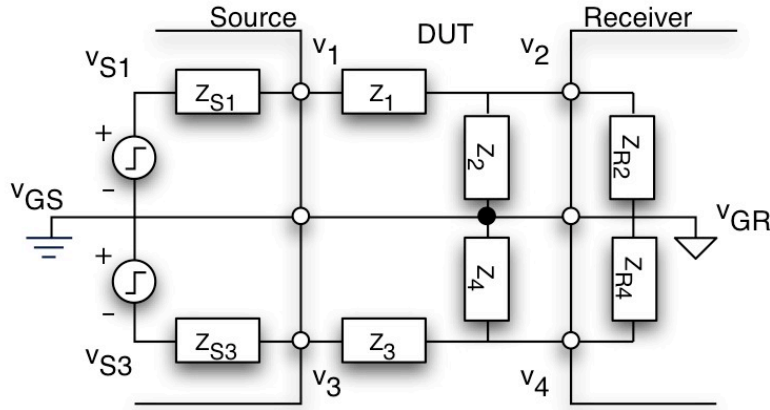 Source
DUT
Receiver
v1
v2
vS1
ZS1
Z1
+
Z2
ZR2
–
vGS
vGR
+
Z4
ZR4
–
ZS3
Z3
vS3
v3
v4